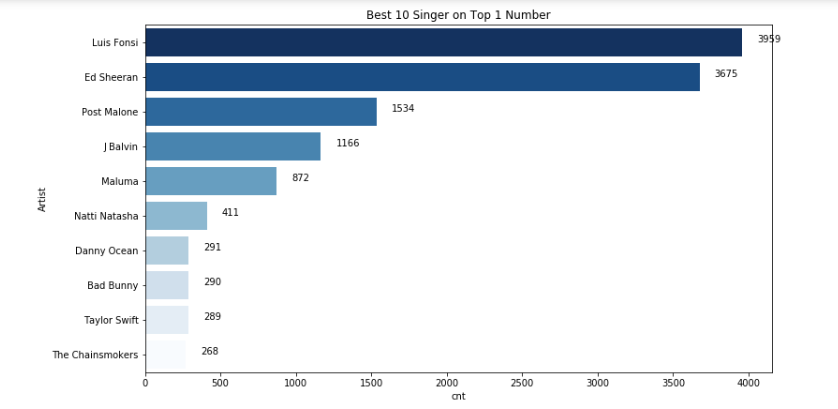 Best 10 Singer on Top 1 Number
Artist
Luis Fonsi 3959
Ed Sheeran 3675
Post Malone 1534
J Balvin 1166
Maluma 872
Natti Natasha 411
Danny Ocean 291
Bad Bunny 290
Taylor Swift 289
The Chainsmokers 268
0 500 1000 1500 2000 2500 3000 3500 4000
cnt